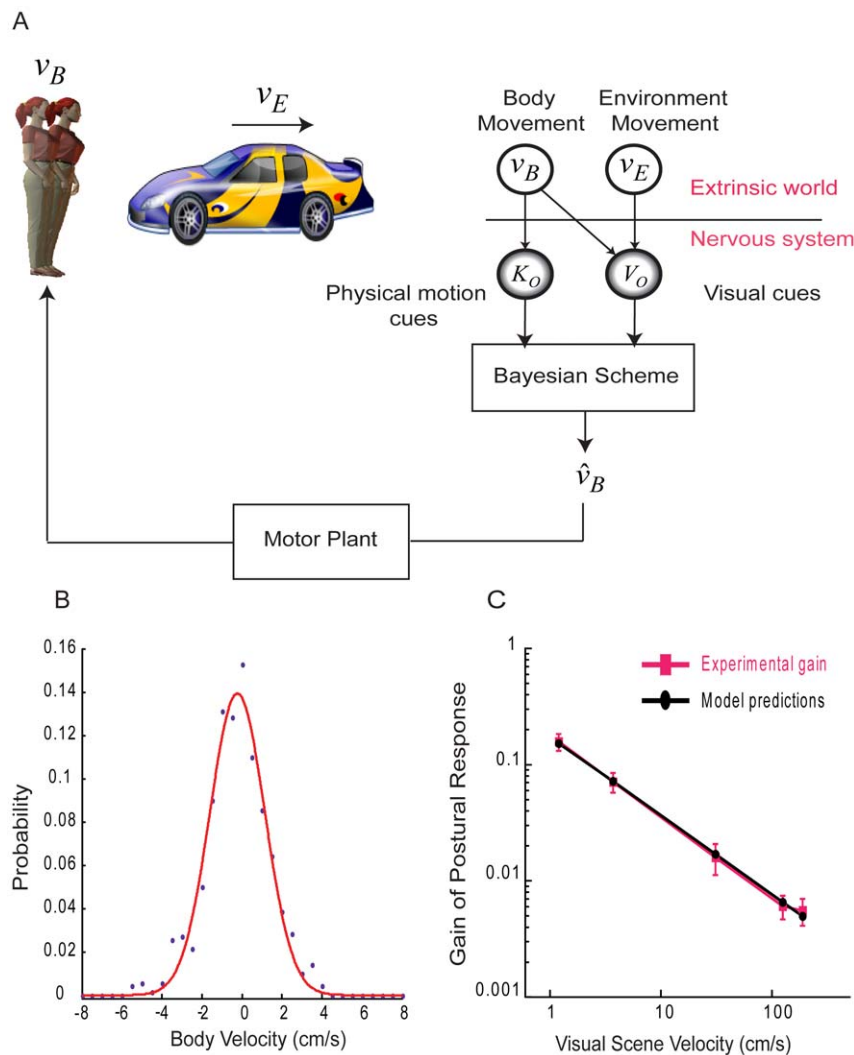 A
v_B
v_E
Body Movement
Environment Movement
v_B
v_E
Extrinsic world
Nervous system
K_O
V_O
Physical motion cues
Visual cues
Bayesian Scheme
v̂_B
Motor Plant
B
0.16
0.14
0.12
0.1
0.08
0.06
0.04
0.02
0
-8 -6 -4 -2 0 2 4 6 8
Probability
Body Velocity (cm/s)
C
1
0.1
0.01
0.001
1 10 100
Gain of Postural Response
Visual Scene Velocity (cm/s)
Experimental gain
Model predictions